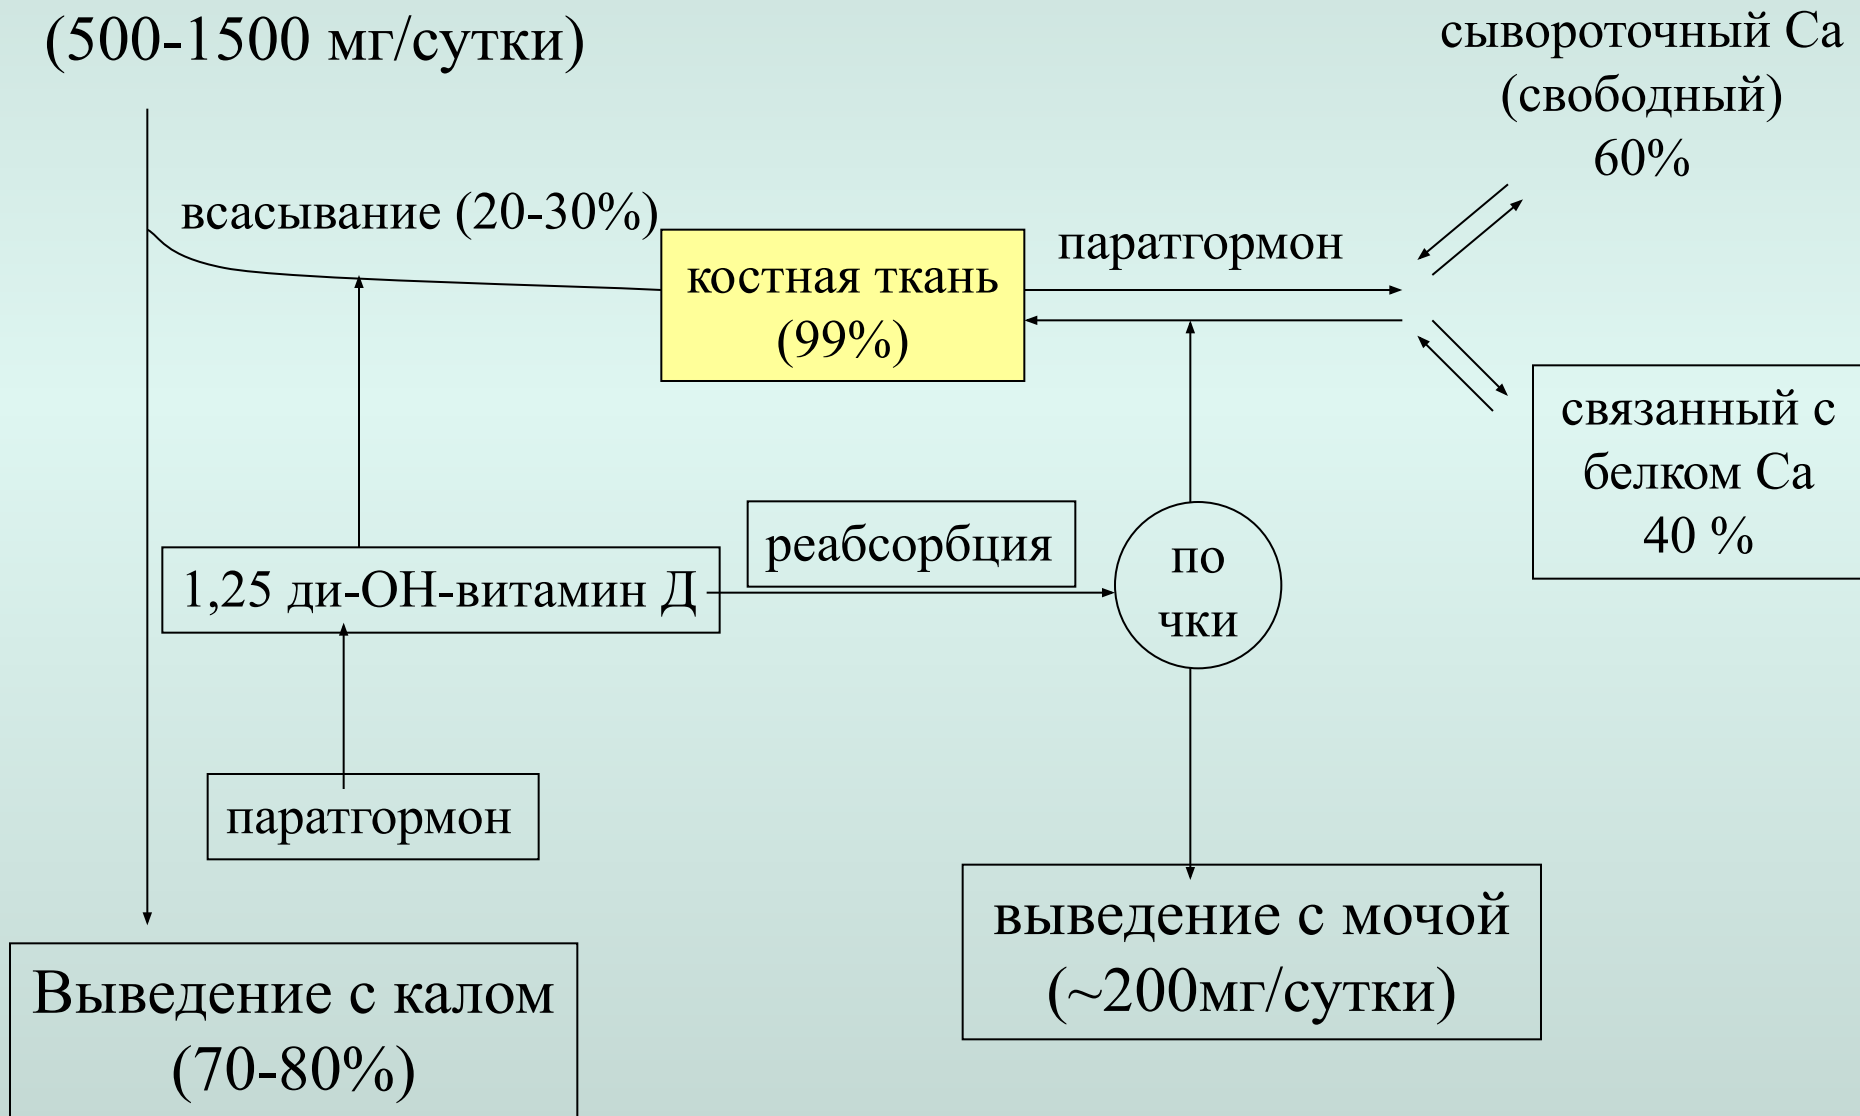 (500-1500 мг/сутки)
сывороточный Са
(свободный)
60%
всасывание (20-30%)
паратгормон
костная ткань
(99%)
связанный с
белком Са
40 %
реабсорбция
по
чки
1,25 ди-ОН-витамин Д
паратгормон
выведение с мочой
(~200мг/сутки)
Выведение с калом
(70-80%)